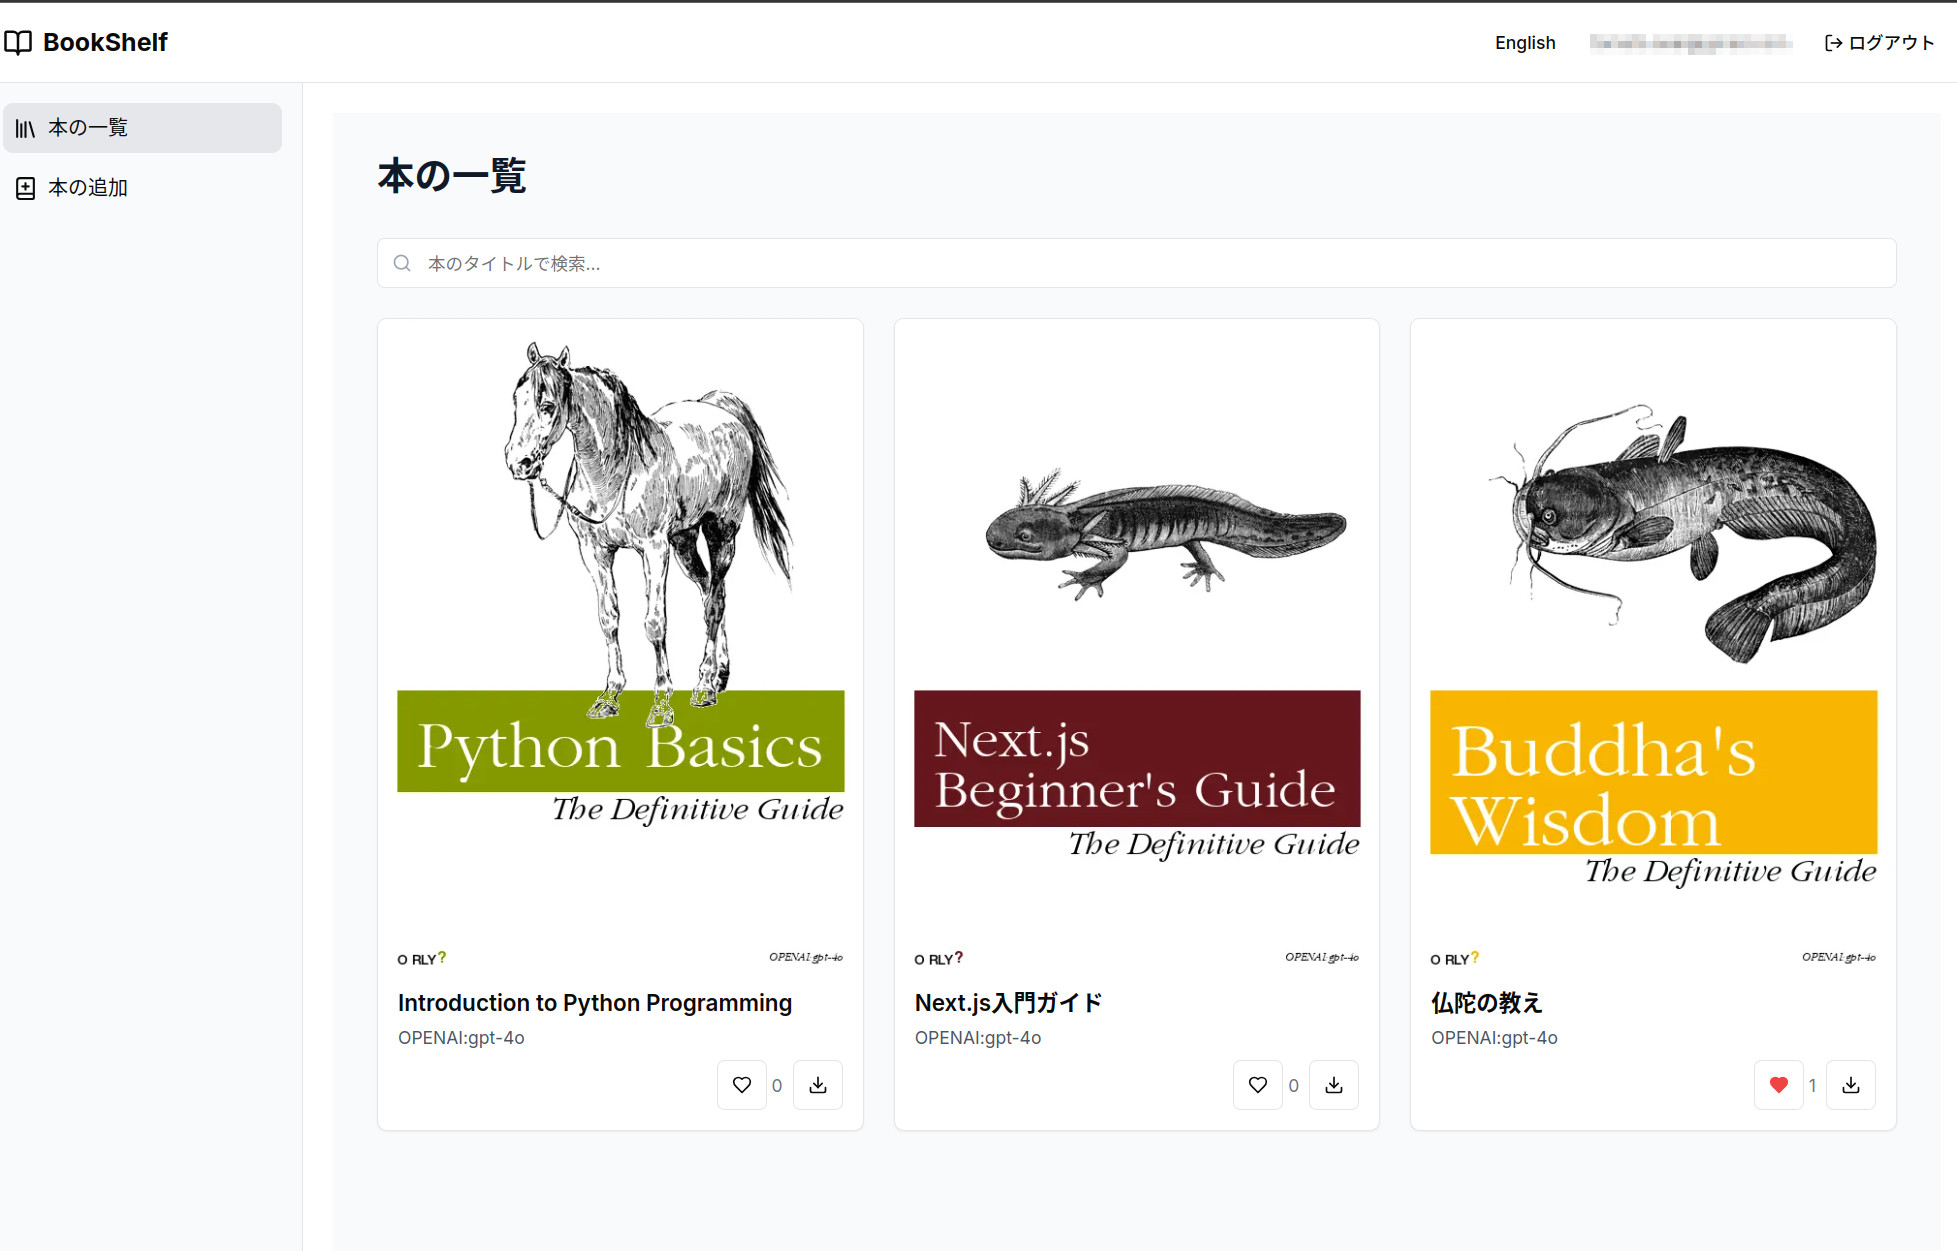 BookShelf
English
ログアウト
本の一覧
本の追加
本の一覧
本のタイトルで検索...
Python Basics
The Definitive Guide
O RLY?
OPENAI:gpt-4o
Introduction to Python Programming
OPENAI:gpt-4o
0
Next.js
Beginner's Guide
The Definitive Guide
O RLY?
OPENAI:gpt-4o
Next.js入門ガイド
OPENAI:gpt-4o
0
Buddha's
Wisdom
The Definitive Guide
O RLY?
OPENAI:gpt-4o
仏陀の教え
OPENAI:gpt-4o
1